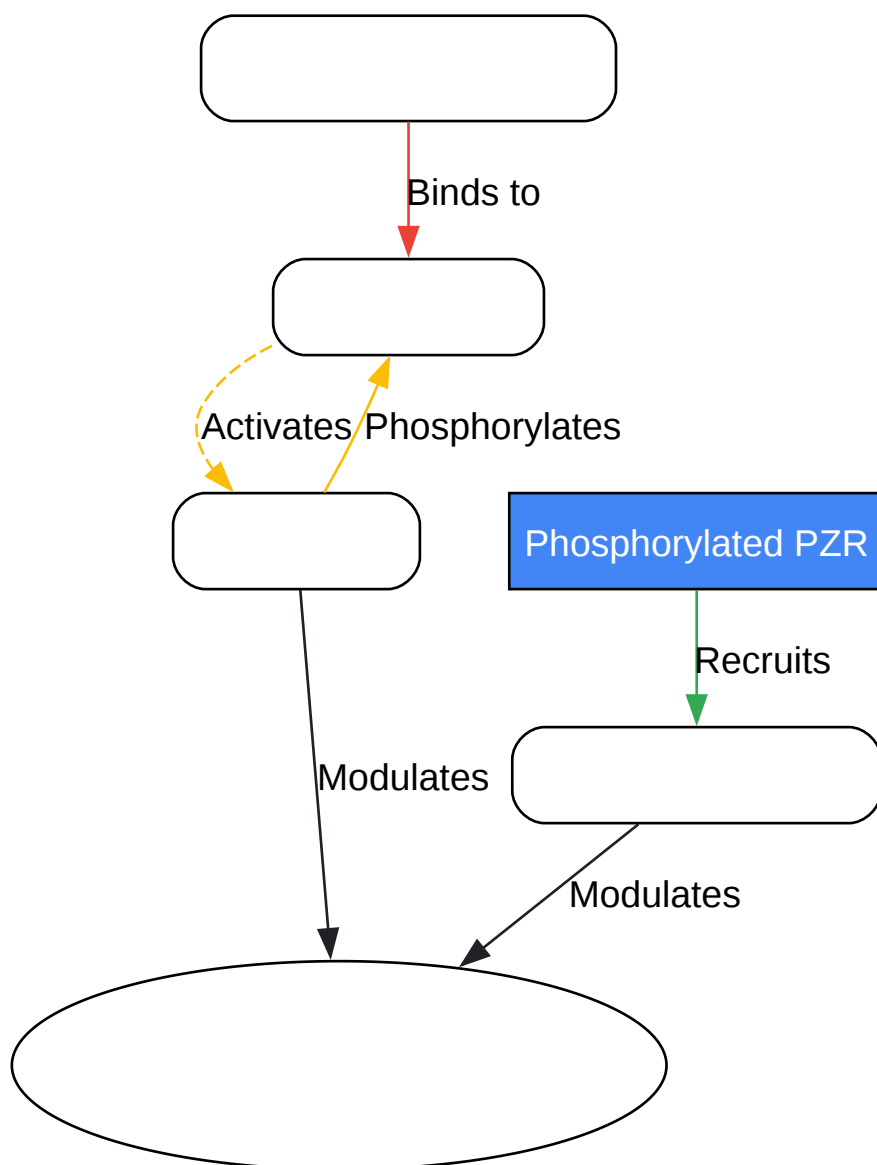 Binds to
Activates
Phosphorylates
Phosphorylated PZR
Recruits
Modulates
Modulates